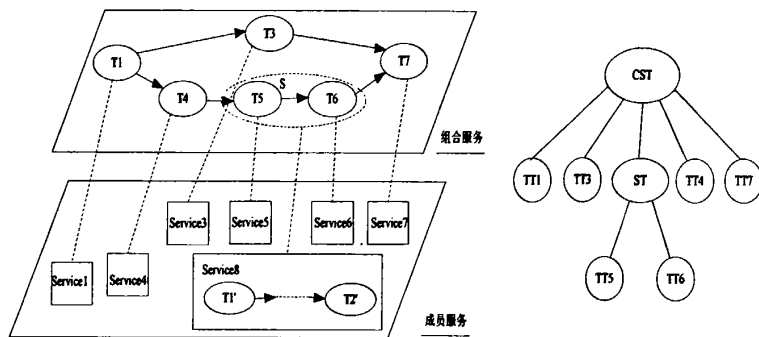 T3
T1
T7
S
T4
T5
T6
组合服务
Service3
Service5
Service6
Service7
Service1
Service4
Service8
T1'
T2'
成员服务
CST
TT1
TT3
ST
TT4
TT7
TT5
TT6